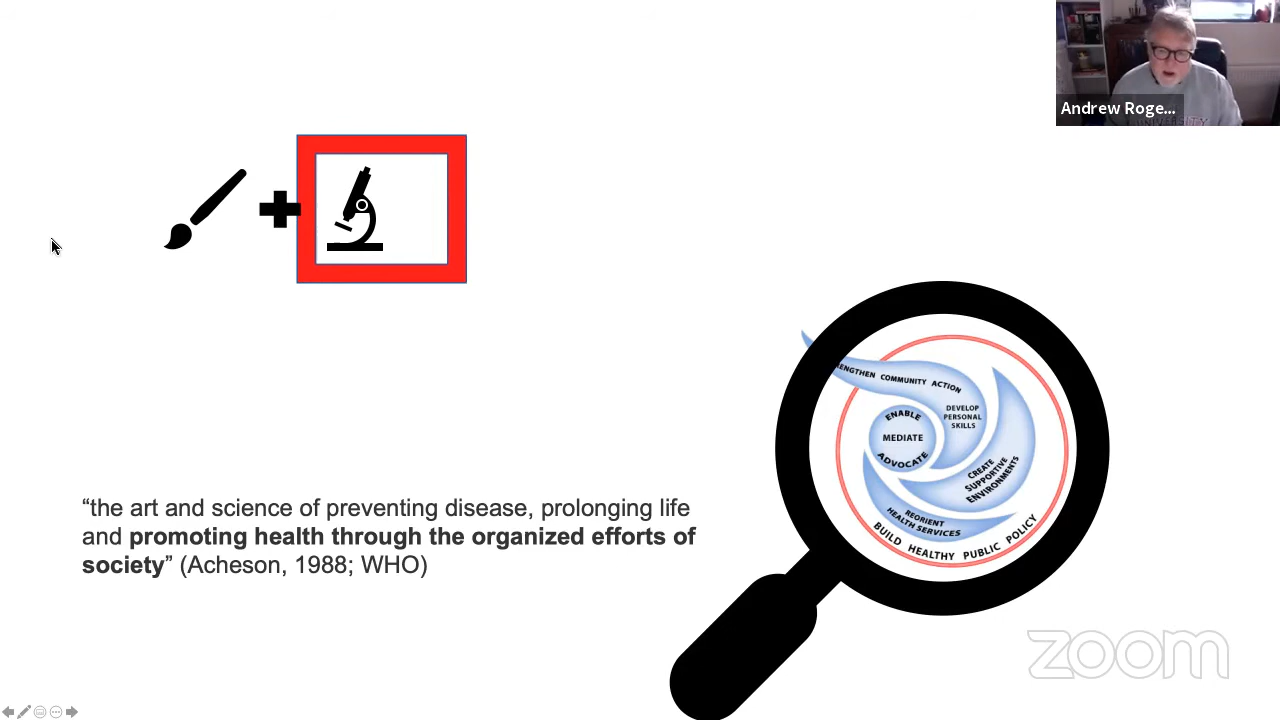 Andrew Roge...
STRENGTHEN COMMUNITY ACTION
DEVELOP
PERSONAL
SKILLS
ENABLE
MEDIATE
ADVOCATE
CREATE
SUPPORTIVE
ENVIRONMENTS
REORIENT
HEALTH SERVICES
BUILD HEALTHY PUBLIC POLICY
“the art and science of preventing disease, prolonging life
and promoting health through the organized efforts of
society” (Acheson, 1988; WHO)
zoom